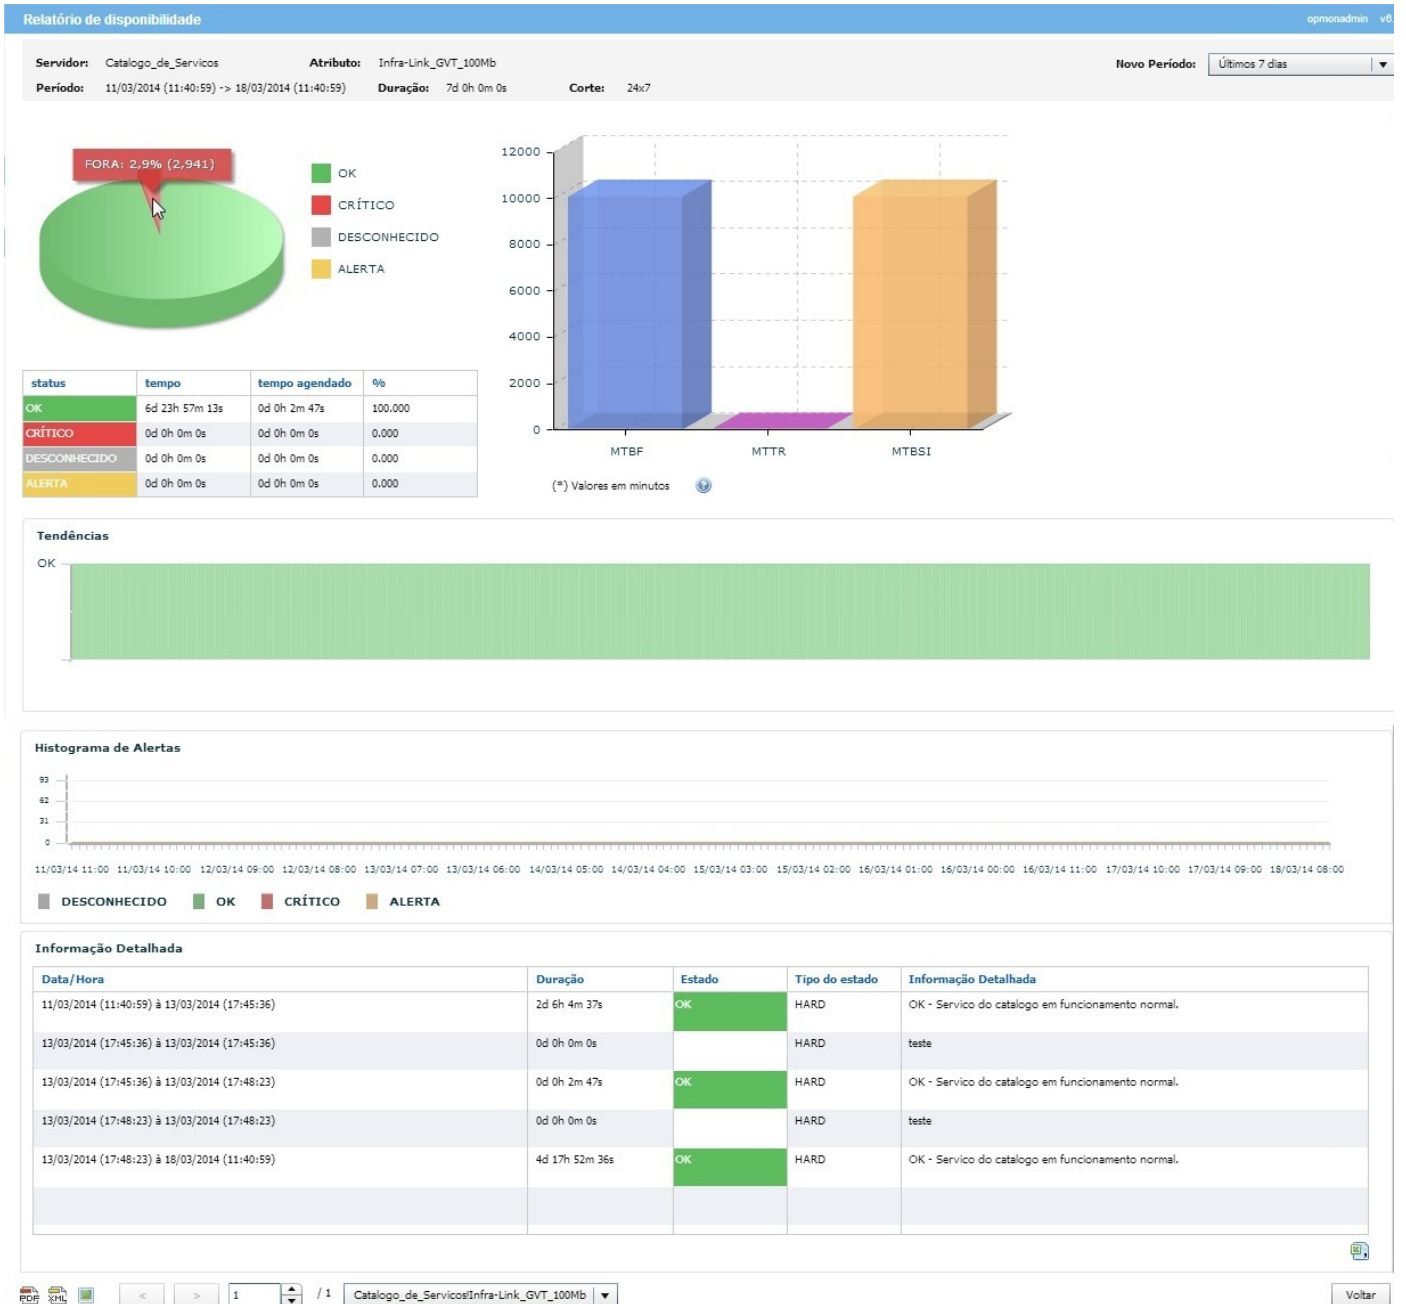 Relatório de disponibilidade opmonadmin v6.
Servidor: Catalogo_de_Servicos Atributo: Infra-Link_GVT_100Mb Novo Período: Últimos 7 dias
Período: 11/03/2014 (11:40:59) -> 18/03/2014 (11:40:59) Duração: 7d 0h 0m 0s Corte: 24x7
FORA: 2,9% (2,941)
OK
CRÍTICO
DESCONHECIDO
ALERTA
12000
10000
8000
6000
4000
2000
0
MTBF MTTR MTBSI
(*) Valores em minutos
status tempo tempo agendado %
OK 6d 23h 57m 13s 0d 0h 2m 47s 100.000
CRÍTICO 0d 0h 0m 0s 0d 0h 0m 0s 0.000
DESCONHECIDO 0d 0h 0m 0s 0d 0h 0m 0s 0.000
ALERTA 0d 0h 0m 0s 0d 0h 0m 0s 0.000
Tendências
OK
Histograma de Alertas
93
62
31
0
11/03/14 11:00 11/03/14 10:00 12/03/14 09:00 12/03/14 08:00 13/03/14 07:00 13/03/14 06:00 14/03/14 05:00 14/03/14 04:00 15/03/14 03:00 15/03/14 02:00 16/03/14 01:00 16/03/14 00:00 16/03/14 11:00 17/03/14 10:00 17/03/14 09:00 18/03/14 08:00
DESCONHECIDO OK CRÍTICO ALERTA
Informação Detalhada
Data/Hora Duração Estado Tipo do estado Informação Detalhada
11/03/2014 (11:40:59) à 13/03/2014 (17:45:36) 2d 6h 4m 37s OK HARD OK - Servico do catalogo em funcionamento normal.
13/03/2014 (17:45:36) à 13/03/2014 (17:45:36) 0d 0h 0m 0s HARD teste
13/03/2014 (17:45:36) à 13/03/2014 (17:48:23) 0d 0h 2m 47s OK HARD OK - Servico do catalogo em funcionamento normal.
13/03/2014 (17:48:23) à 13/03/2014 (17:48:23) 0d 0h 0m 0s HARD teste
13/03/2014 (17:48:23) à 18/03/2014 (11:40:59) 4d 17h 52m 36s OK HARD OK - Servico do catalogo em funcionamento normal.
PDF XML < > 1 / 1 Catalogo_de_Servicos!Infra-Link_GVT_100Mb Voltar